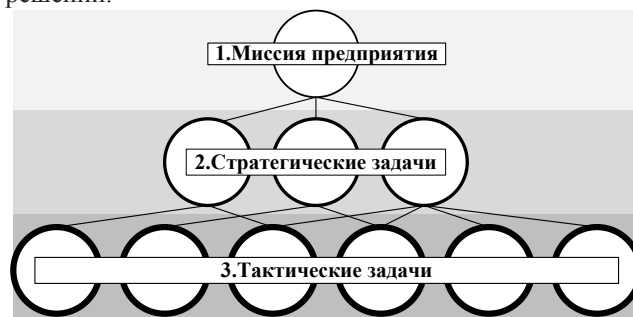 решений.
1.Миссия предприятия
2.Стратегические задачи
3.Тактические задачи